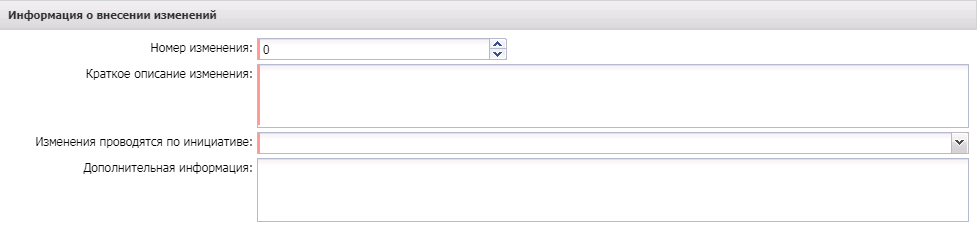 Информация о внесении изменений
Номер изменения: 0
Краткое описание изменения:
Изменения проводятся по инициативе:
Дополнительная информация: